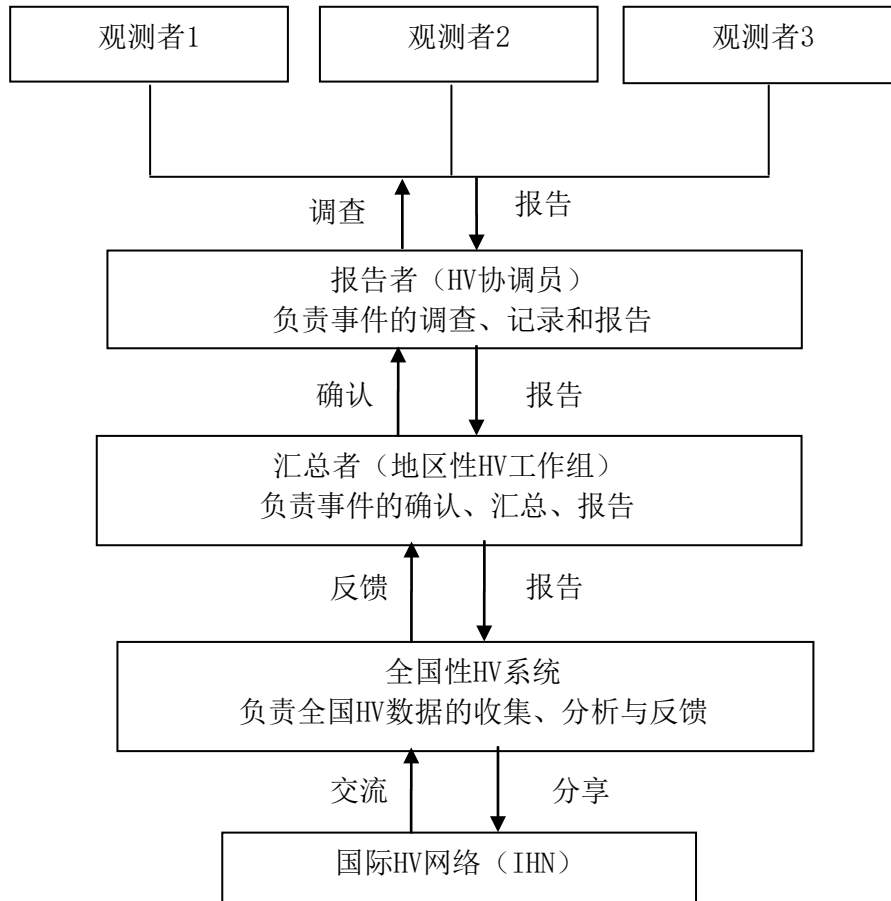 观测者1
观测者2
观测者3
调查
报告
报告者（HV协调员）
负责事件的调查、记录和报告
确认
报告
汇总者（地区性HV工作组）
负责事件的确认、汇总、报告
反馈
报告
全国性HV系统
负责全国HV数据的收集、分析与反馈
交流
分享
国际HV网络（IHN）